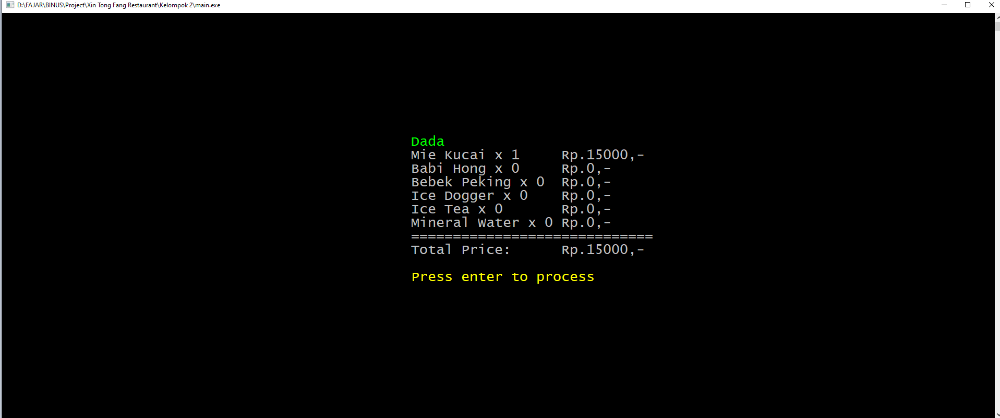 D:\FAJAR\BINUS\Project\Xin Tong Fang Restaurant\Kelompok 2\main.exe
Dada
Mie Kucai x 1     Rp.15000,-
Babi Hong x 0     Rp.0,-
Bebek Peking x 0  Rp.0,-
Ice Dogger x 0    Rp.0,-
Ice Tea x 0       Rp.0,-
Mineral Water x 0 Rp.0,-
=============================
Total Price:      Rp.15000,-
Press enter to process